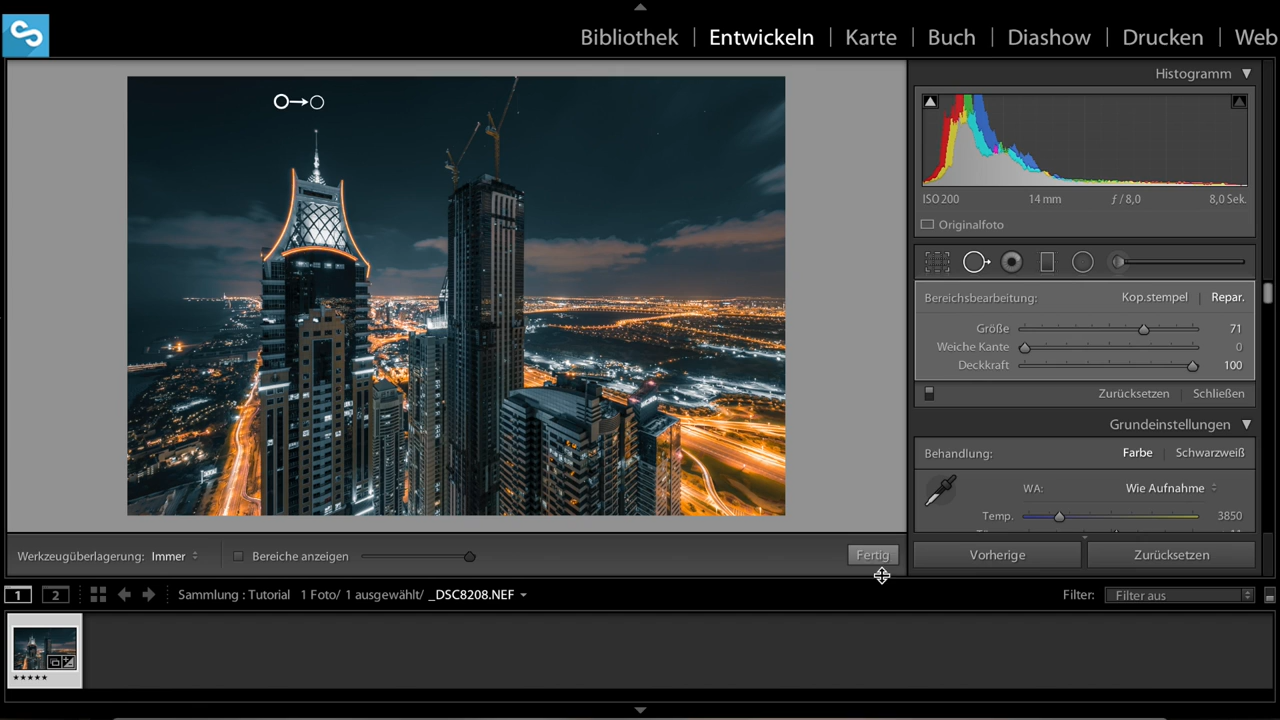 Bibliothek | Entwickeln | Karte | Buch | Diashow | Drucken | Web
Histogramm
ISO 200 14 mm ƒ / 8,0 8,0 Sek.
Originalfoto
Bereichsbearbeitung: Kop.stempel | Repar.
Größe 71
Weiche Kante 0
Deckkraft 100
Zurücksetzen Schließen
Grundeinstellungen
Behandlung: Farbe | Schwarzweiß
WA: Wie Aufnahme
Temp. 3850
Werkzeugüberlagerung: Immer Bereiche anzeigen Fertig
Vorherige Zurücksetzen
1 2 Sammlung : Tutorial 1 Foto/ 1 ausgewählt/ _DSC8208.NEF Filter: Filter aus